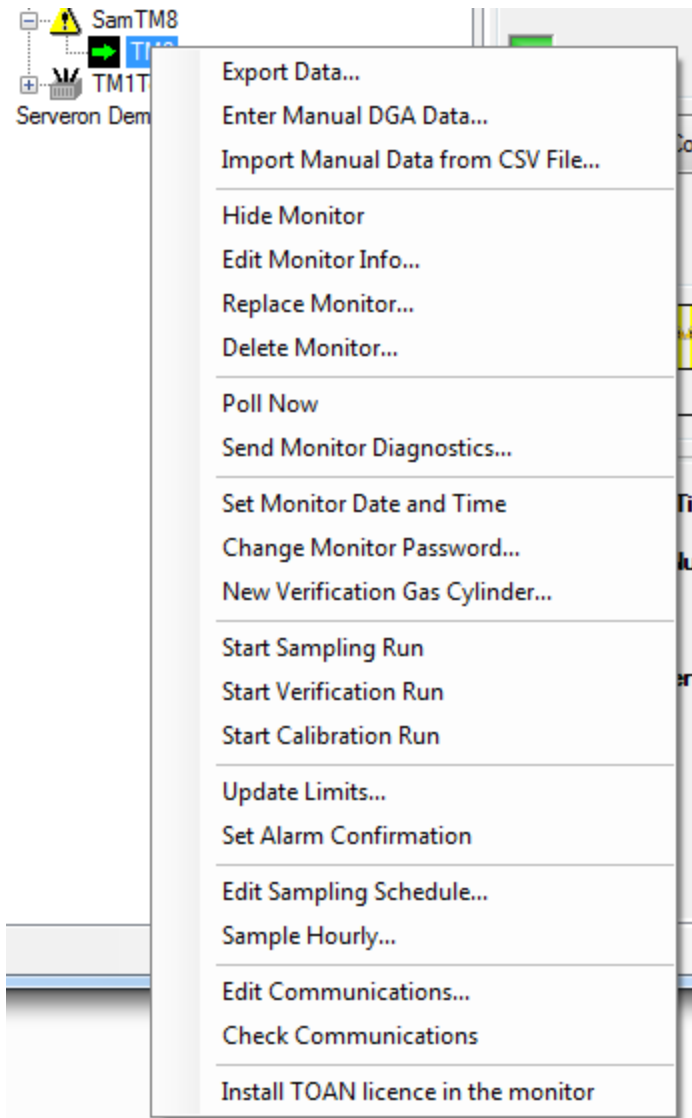 SamTM8
TM8
TM1T
Serveron Dem
Export Data...
Enter Manual DGA Data...
Import Manual Data from CSV File...
Hide Monitor
Edit Monitor Info...
Replace Monitor...
Delete Monitor...
Poll Now
Send Monitor Diagnostics...
Set Monitor Date and Time
Change Monitor Password...
New Verification Gas Cylinder...
Start Sampling Run
Start Verification Run
Start Calibration Run
Update Limits...
Set Alarm Confirmation
Edit Sampling Schedule...
Sample Hourly...
Edit Communications...
Check Communications
Install TOAN licence in the monitor